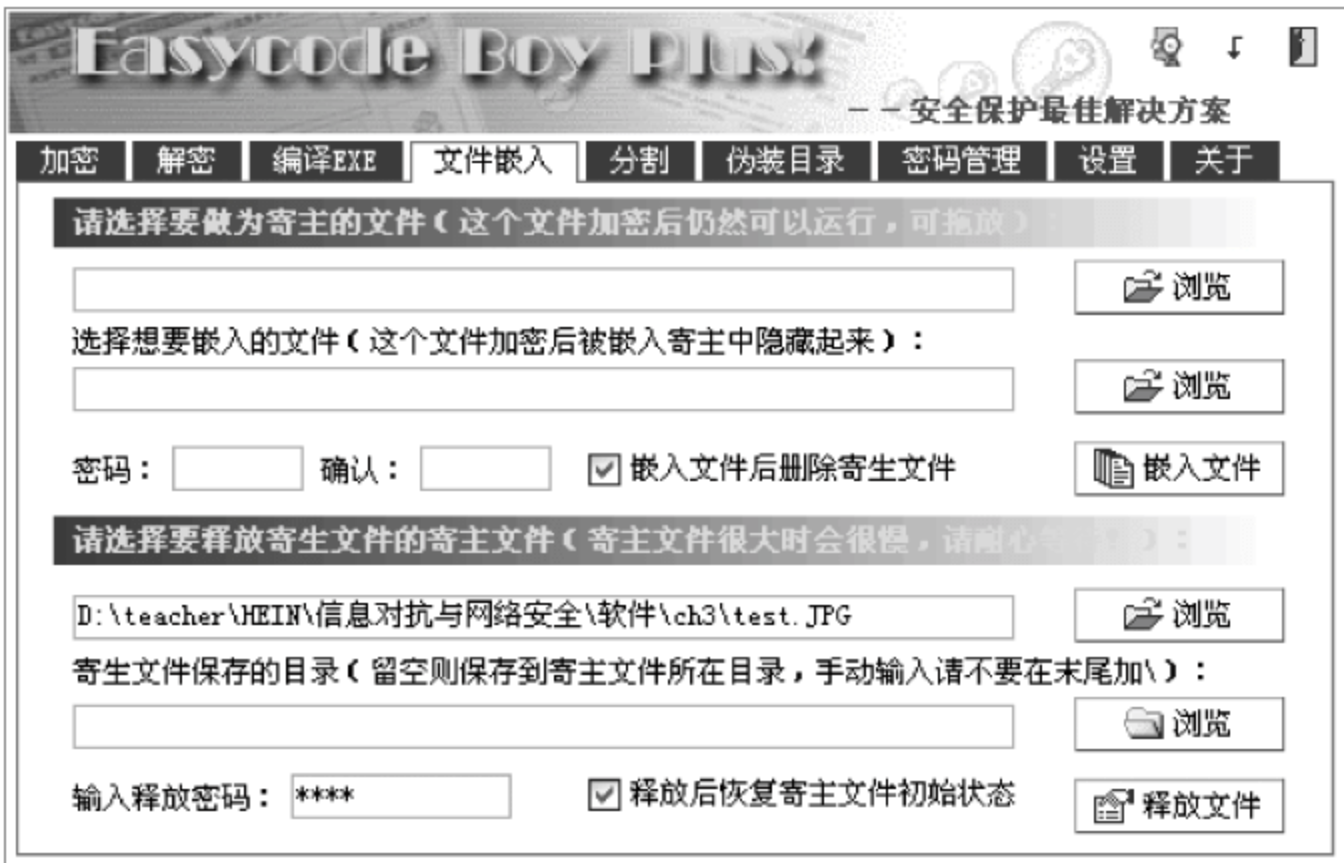 Easycode Boy Plus!
－－安全保护最佳解决方案
加密 解密 编译EXE 文件嵌入 分割 伪装目录 密码管理 设置 关于
请选择要做为寄主的文件(这个文件加密后仍然可以运行,可拖放)
浏览
选择想要嵌入的文件(这个文件加密后被嵌入寄主中隐藏起来):
浏览
密码: 确认: 嵌入文件后删除寄生文件 嵌入文件
请选择要释放寄生文件的寄主文件(寄主文件很大时会很慢,请耐心 ):
D:\teacher\HEIN\信息对抗与网络安全\软件\ch3\test.JPG 浏览
寄生文件保存的目录(留空则保存到寄主文件所在目录,手动输入请不要在末尾加\):
浏览
输入释放密码: **** 释放后恢复寄主文件初始状态 释放文件